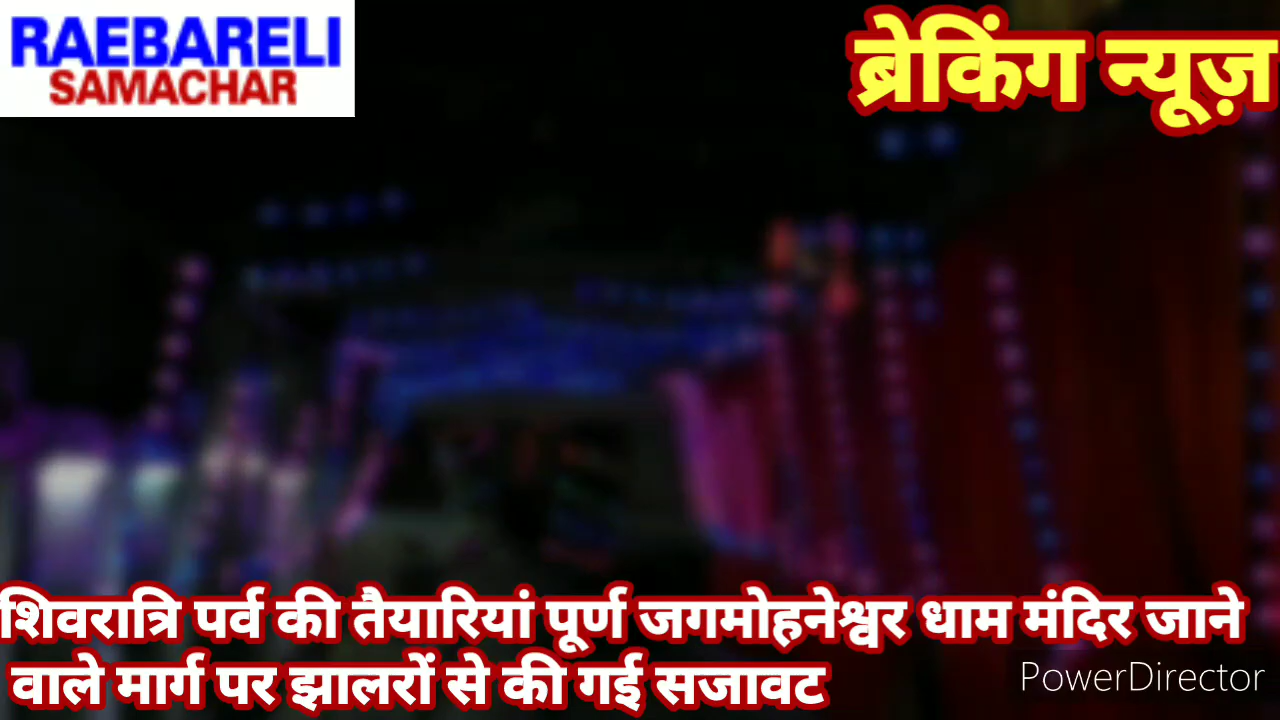 RAEBARELI
SAMACHAR
ब्रेकिंग न्यूज़
शिवरात्रि पर्व की तैयारियां पूर्ण जगमोहनेश्वर धाम मंदिर जाने
वाले मार्ग पर झालरों से की गई सजावट
PowerDirector